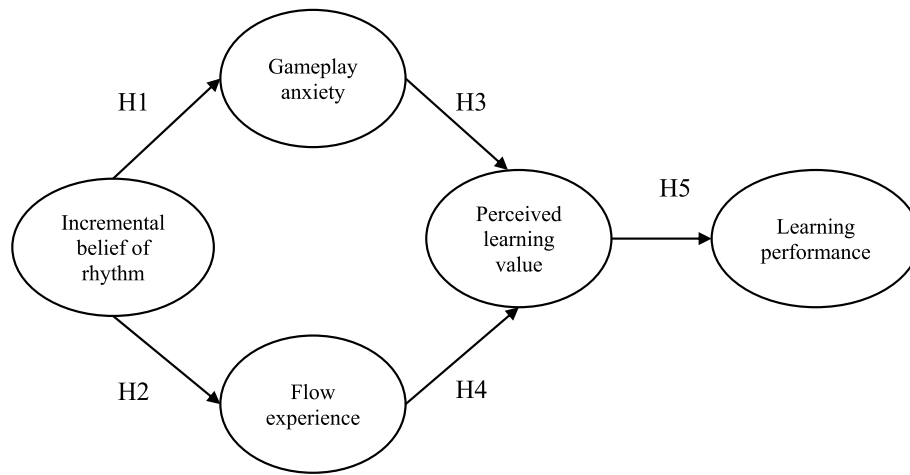 Gameplay
anxiety
H1
H3
Incremental
belief of
rhythm
Perceived
learning
value
H5
Learning
performance
H2
H4
Flow
experience